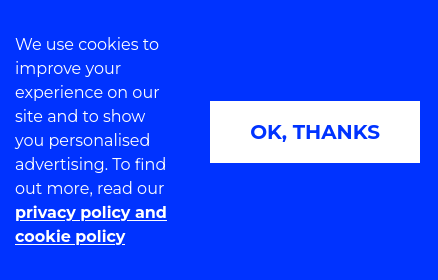 We use cookies to
improve your
experience on our
site and to show
you personalised
advertising. To find
out more, read our
privacy policy and
cookie policy
OK, THANKS